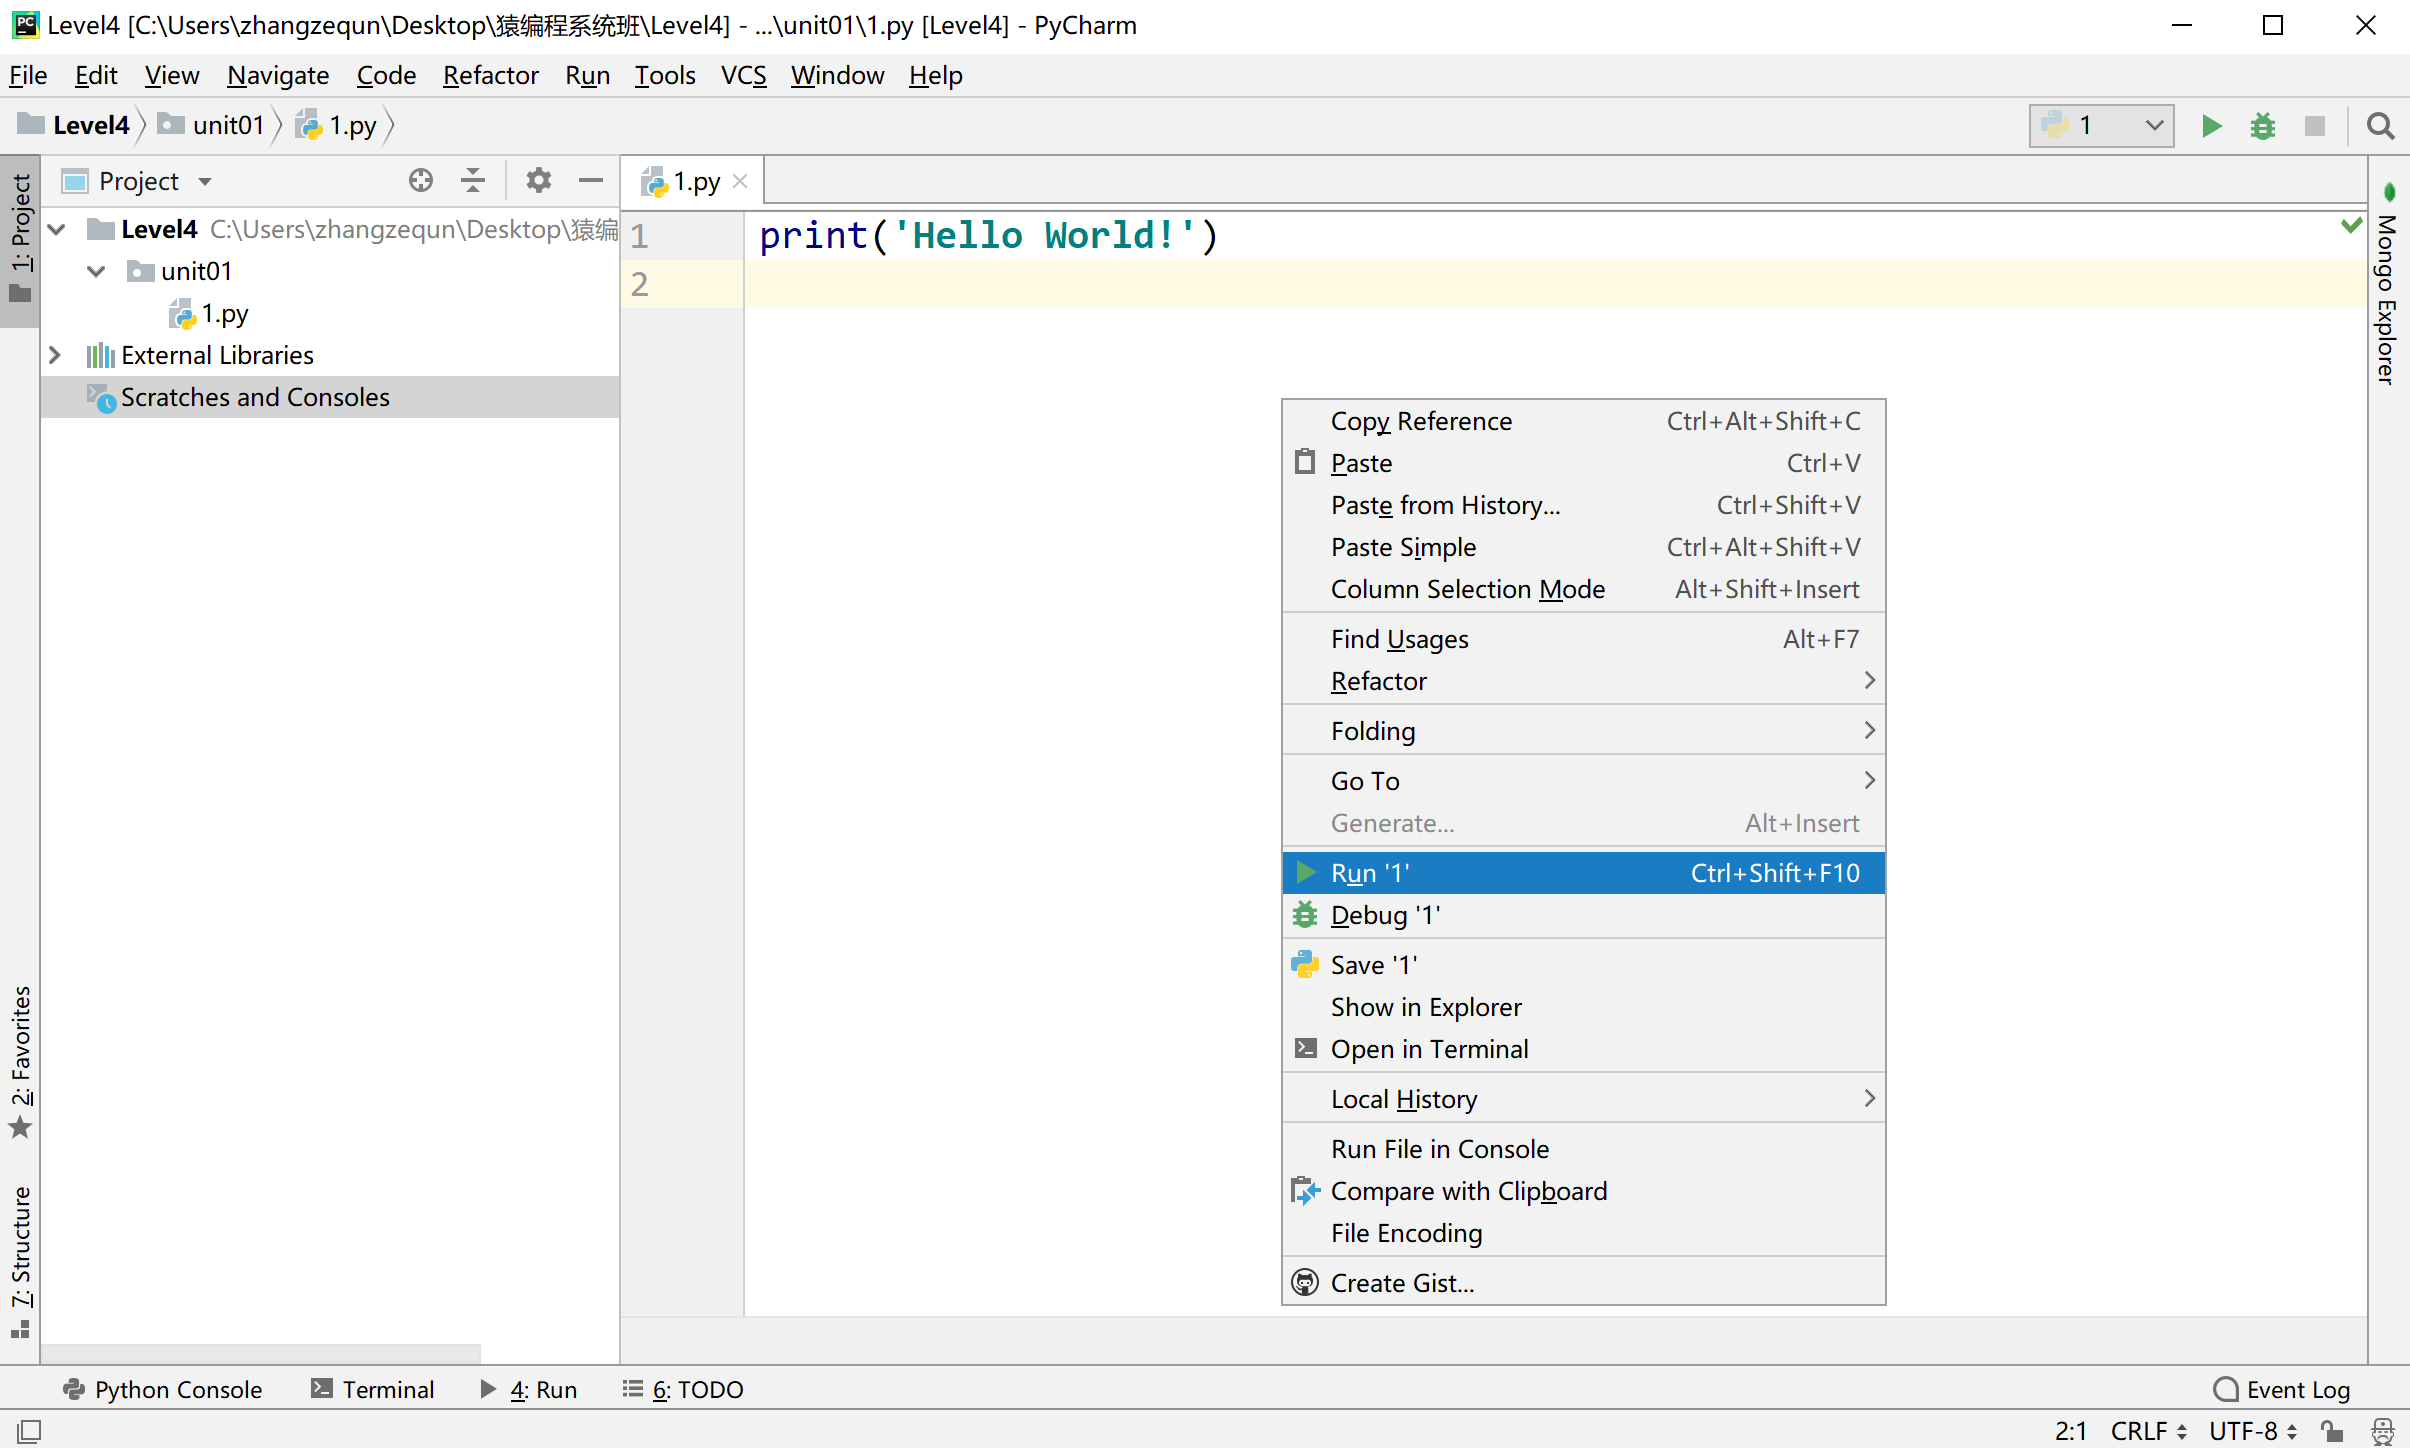 Level4 [C:\Users\zhangzequn\Desktop\猿编程系统班\Level4] - ...\unit01\1.py [Level4] - PyCharm
File Edit View Navigate Code Refactor Run Tools VCS Window Help
Level4 unit01 1.py 1
1: Project
Project
Level4 C:\Users\zhangzequn\Desktop\猿编
unit01
1.py
External Libraries
Scratches and Consoles
2: Favorites
7: Structure
1.py
1 print('Hello World!')
2
Copy Reference Ctrl+Alt+Shift+C
Paste Ctrl+V
Paste from History... Ctrl+Shift+V
Paste Simple Ctrl+Alt+Shift+V
Column Selection Mode Alt+Shift+Insert
Find Usages Alt+F7
Refactor
Folding
Go To
Generate... Alt+Insert
Run '1' Ctrl+Shift+F10
Debug '1'
Save '1'
Show in Explorer
Open in Terminal
Local History
Run File in Console
Compare with Clipboard
File Encoding
Create Gist...
Mongo Explorer
Python Console Terminal 4: Run 6: TODO Event Log
2:1 CRLF UTF-8